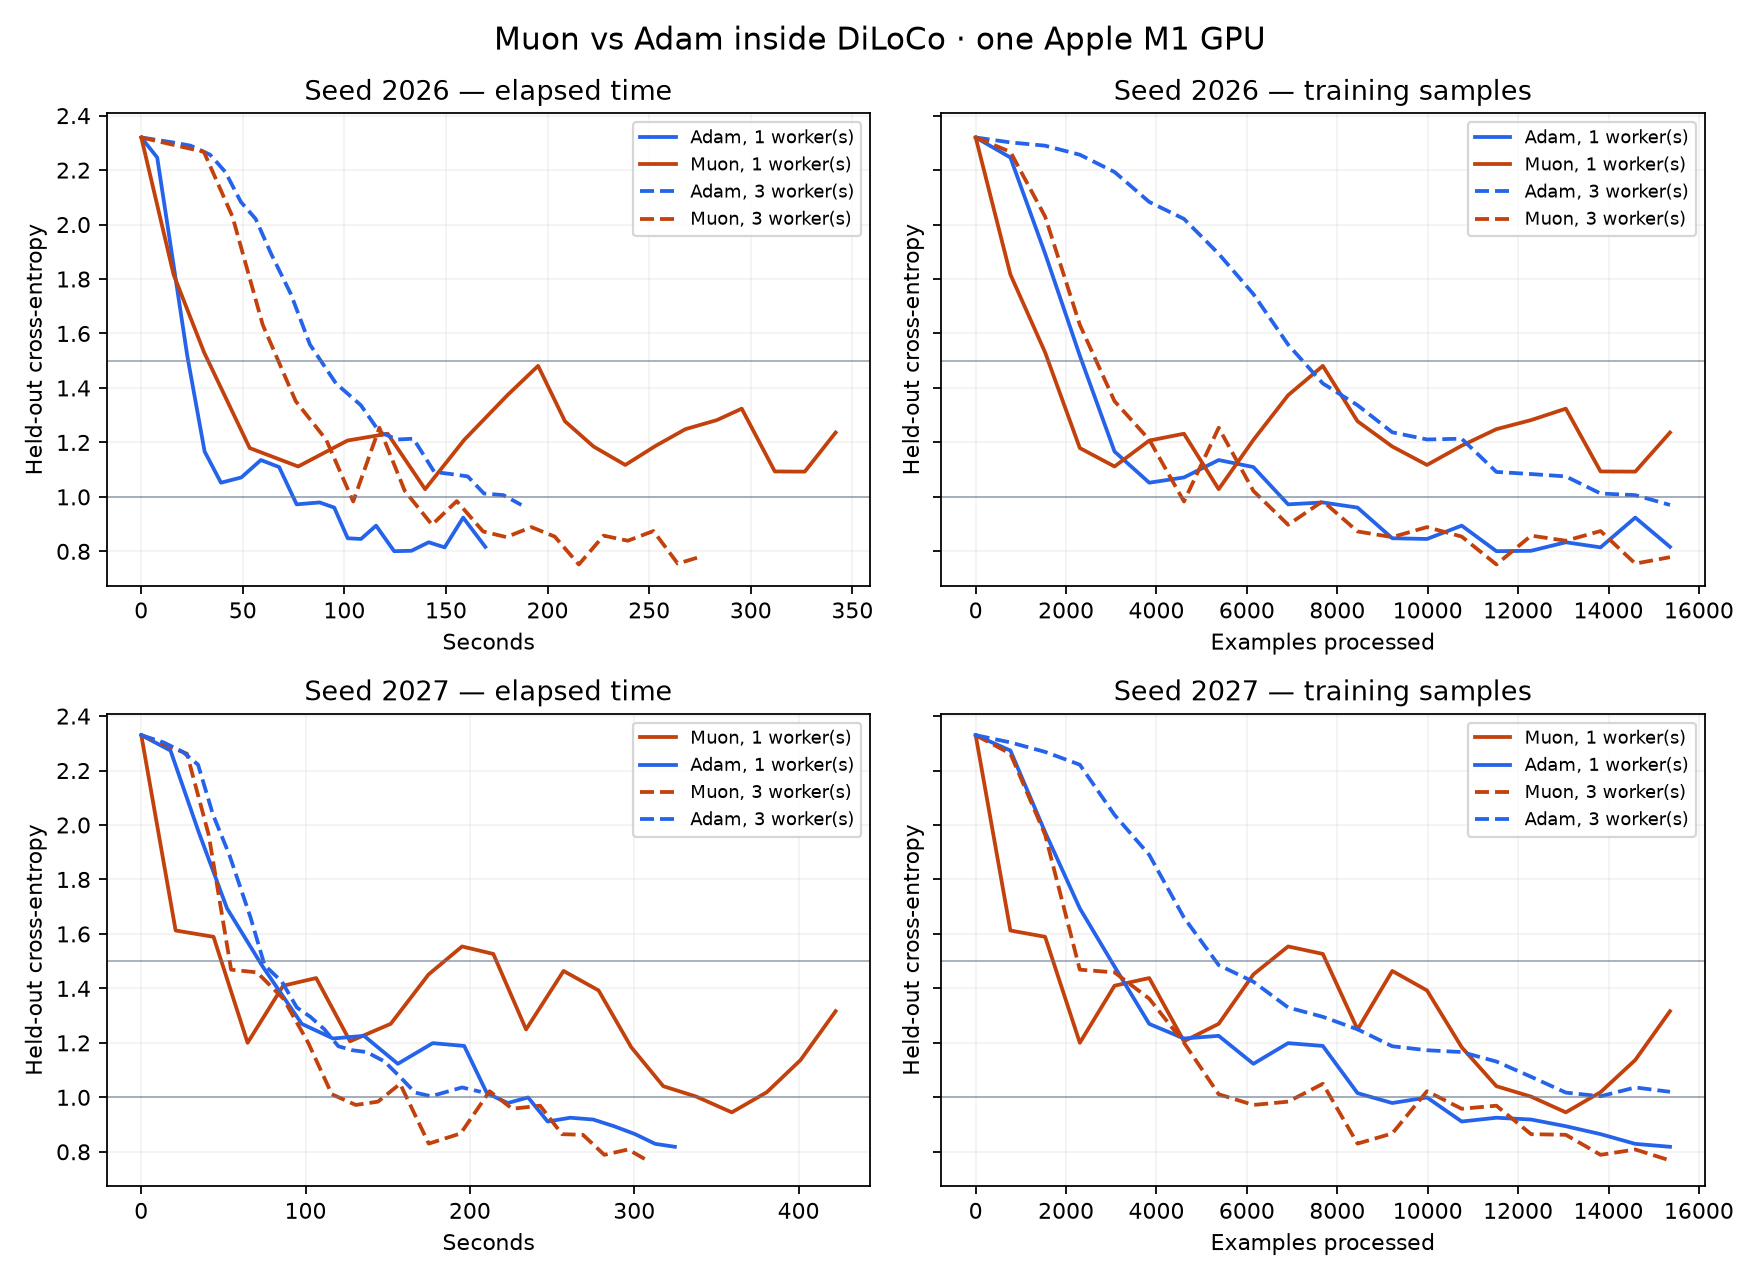 Muon vs Adam inside DiLoCo · one Apple M1 GPU
Seed 2026 — elapsed time
Held-out cross-entropy
2.4
2.2
2.0
1.8
1.6
1.4
1.2
1.0
0.8
Adam, 1 worker(s)
Muon, 1 worker(s)
Adam, 3 worker(s)
Muon, 3 worker(s)
0 50 100 150 200 250 300 350
Seconds
Seed 2026 — training samples
Held-out cross-entropy
Adam, 1 worker(s)
Muon, 1 worker(s)
Adam, 3 worker(s)
Muon, 3 worker(s)
0 2000 4000 6000 8000 10000 12000 14000 16000
Examples processed
Seed 2027 — elapsed time
Held-out cross-entropy
2.4
2.2
2.0
1.8
1.6
1.4
1.2
1.0
0.8
Muon, 1 worker(s)
Adam, 1 worker(s)
Muon, 3 worker(s)
Adam, 3 worker(s)
0 100 200 300 400
Seconds
Seed 2027 — training samples
Held-out cross-entropy
Muon, 1 worker(s)
Adam, 1 worker(s)
Muon, 3 worker(s)
Adam, 3 worker(s)
0 2000 4000 6000 8000 10000 12000 14000 16000
Examples processed